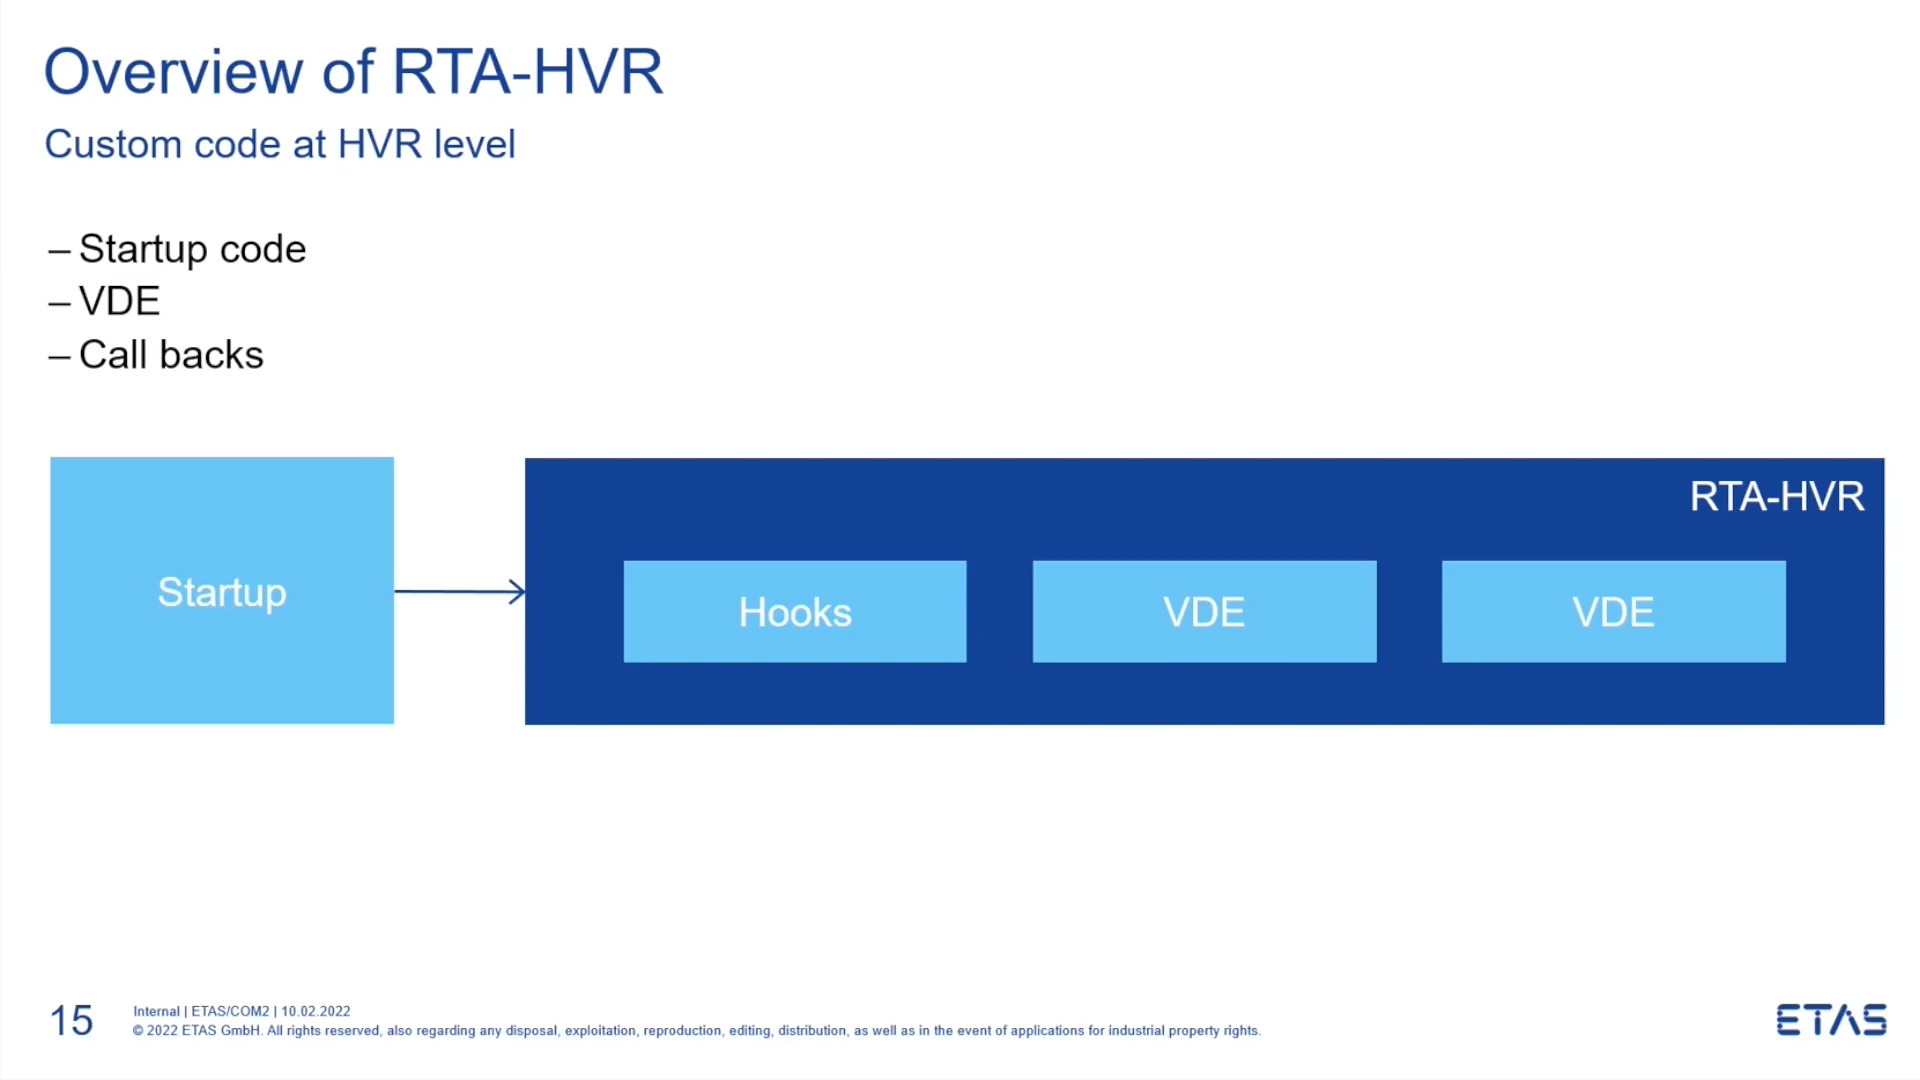 Overview of RTA-HVR
Custom code at HVR level
– Startup code
– VDE
– Call backs
RTA-HVR
Startup
Hooks
VDE
VDE
15
Internal | ETAS/COM2 | 10.02.2022
© 2022 ETAS GmbH. All rights reserved, also regarding any disposal, exploitation, reproduction, editing, distribution, as well as in the event of applications for industrial property rights.
ETAS